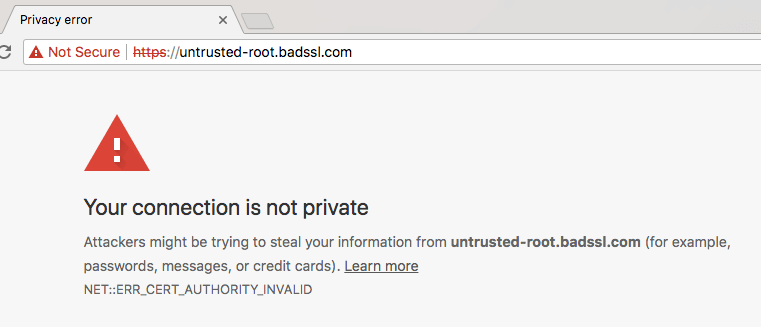 Privacy error
Not Secure https://untrusted-root.badssl.com
Your connection is not private
Attackers might be trying to steal your information from untrusted-root.badssl.com (for example,
passwords, messages, or credit cards). Learn more
NET::ERR_CERT_AUTHORITY_INVALID